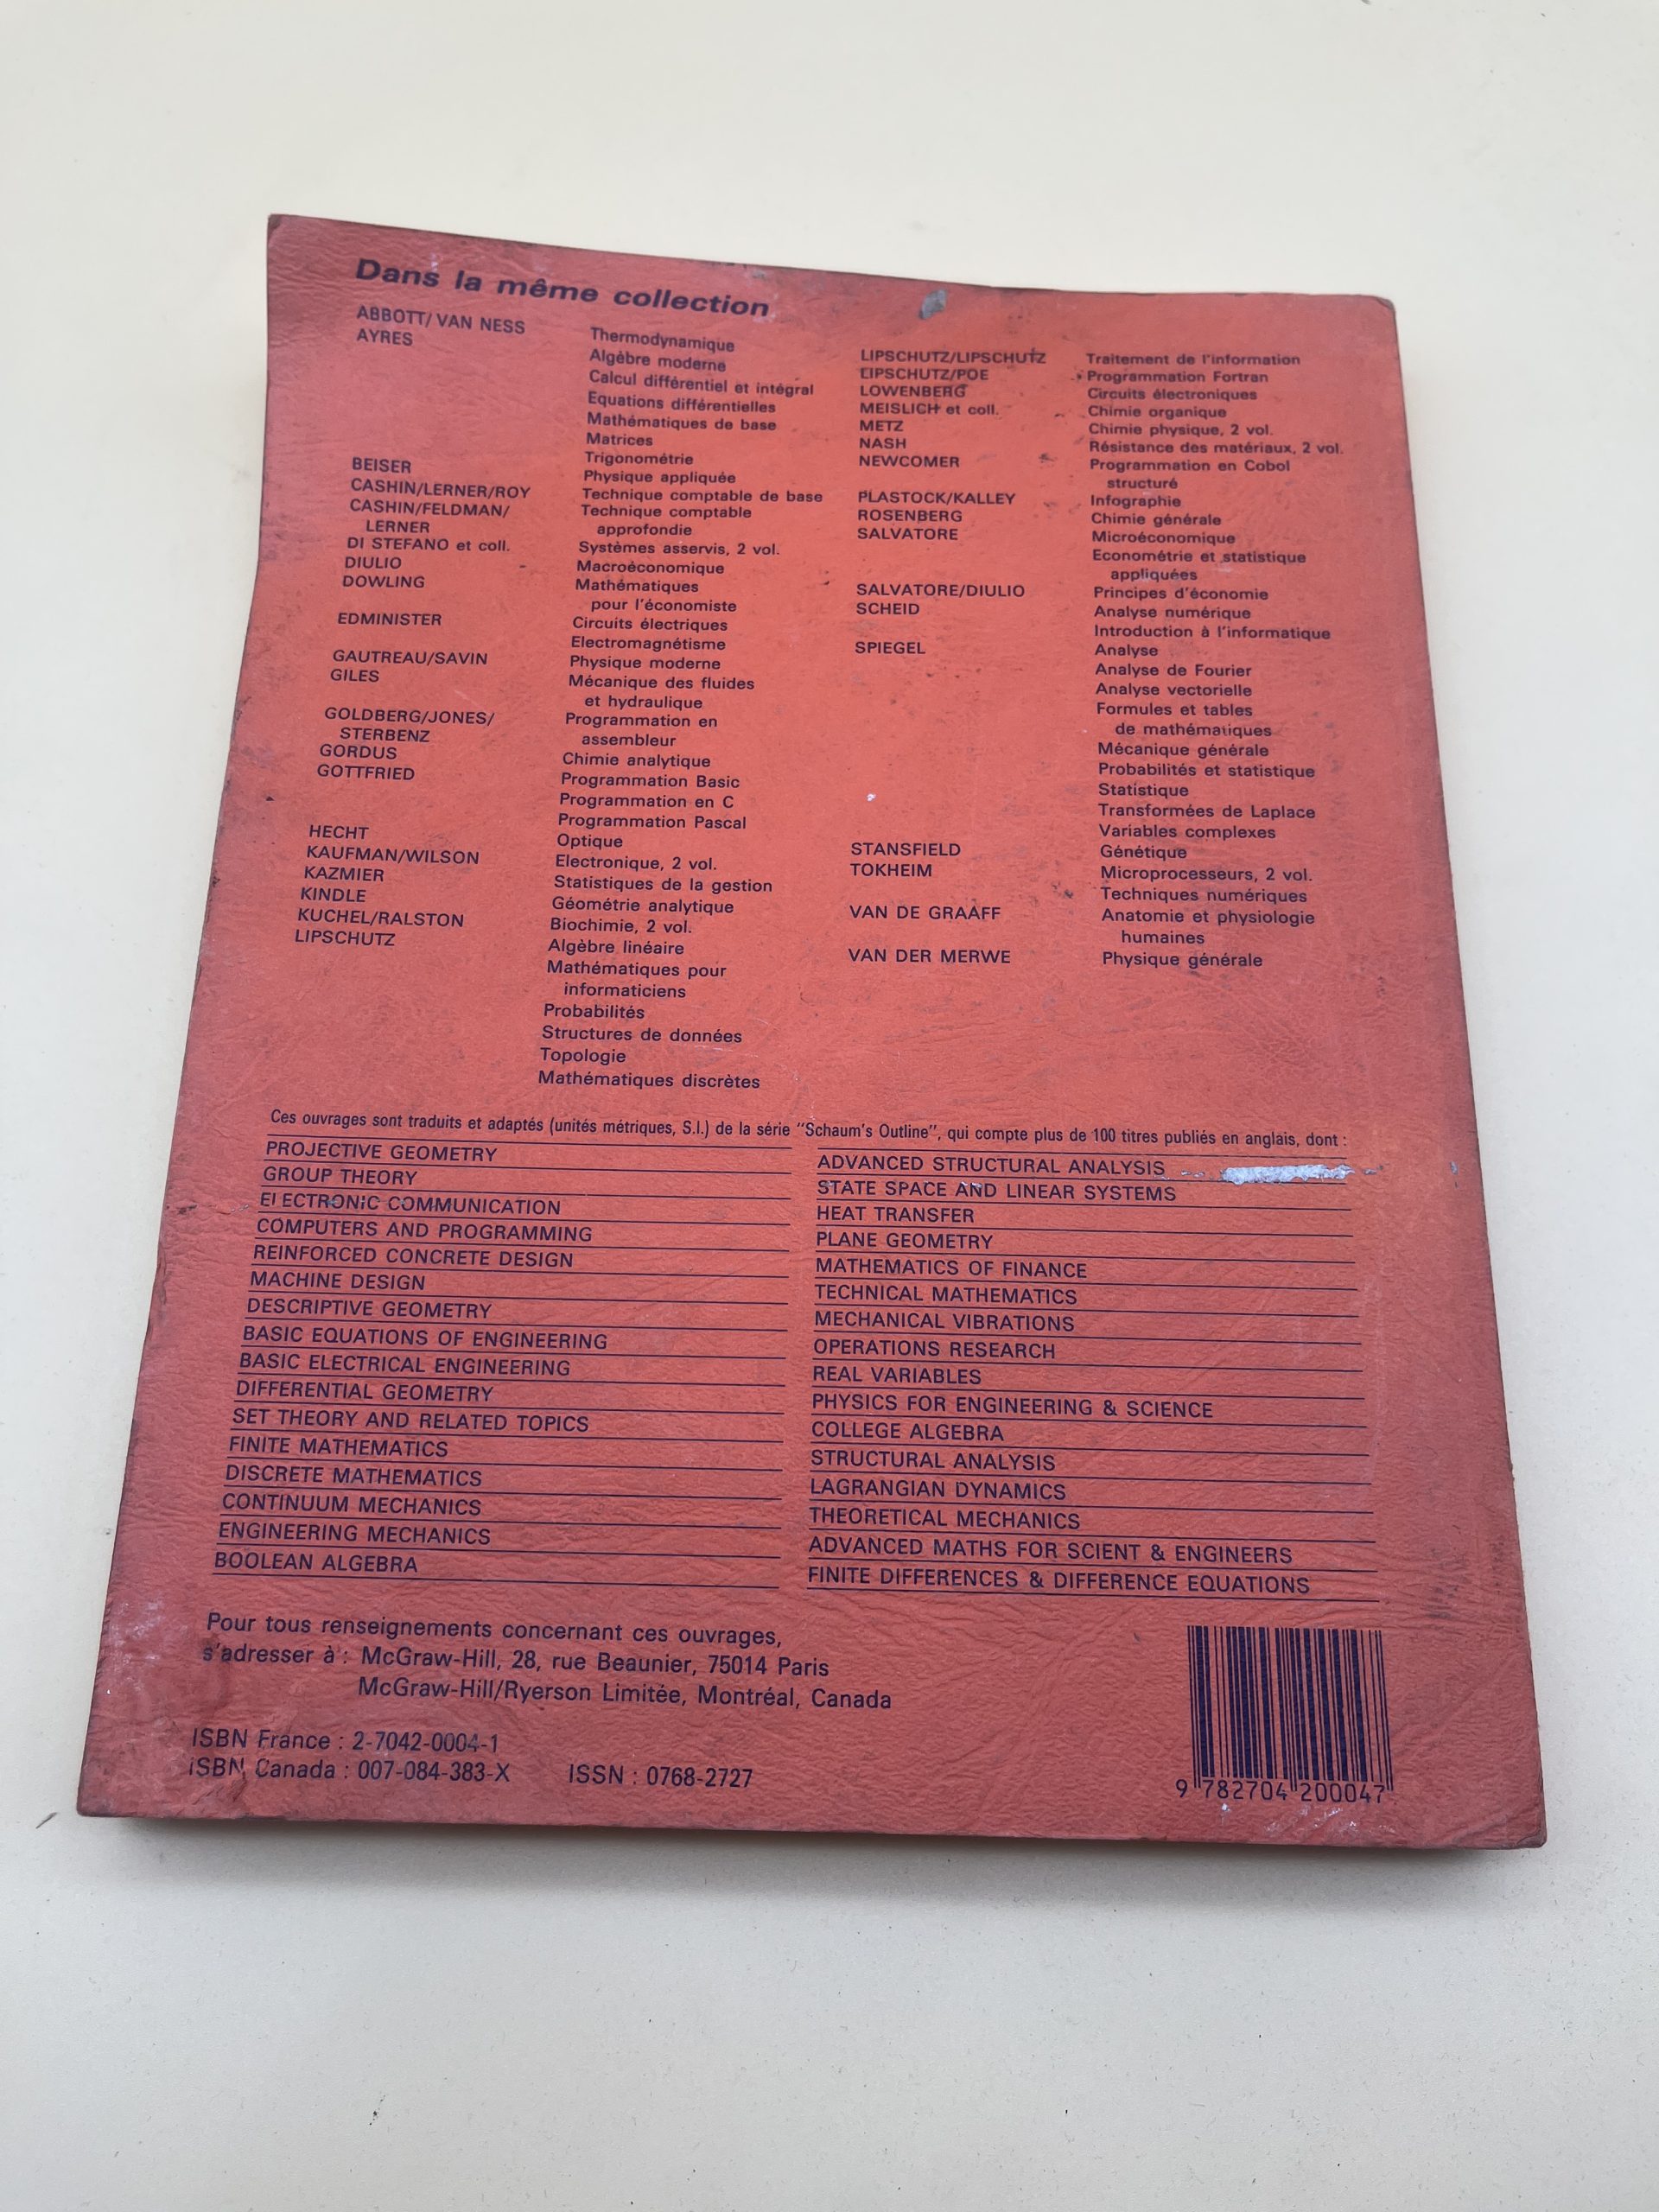 Dans la même collection
ABBOTT/VAN NESS Thermodynamique
AYRES Algèbre moderne
Calcul différentiel et intégral
Equations différentielles
Mathématiques de base
Matrices
Trigonométrie
BEISER Physique appliquée
CASHIN/LERNER/ROY Technique comptable de base
CASHIN/FELDMAN/ Technique comptable
LERNER approfondie
DI STEFANO et coll. Systèmes asservis, 2 vol.
DIULIO Macroéconomique
DOWLING Mathématiques
pour l'économiste
EDMINISTER Circuits électriques
Electromagnétisme
GAUTREAU/SAVIN Physique moderne
GILES Mécanique des fluides
et hydraulique
GOLDBERG/JONES/ Programmation en
STERBENZ assembleur
GORDUS Chimie analytique
GOTTFRIED Programmation Basic
Programmation en C
Programmation Pascal
HECHT Optique
KAUFMAN/WILSON Electronique, 2 vol.
KAZMIER Statistiques de la gestion
KINDLE Géométrie analytique
KUCHEL/RALSTON Biochimie, 2 vol.
LIPSCHUTZ Algèbre linéaire
Mathématiques pour
informaticiens
Probabilités
Structures de données
Topologie
Mathématiques discrètes
LIPSCHUTZ/LIPSCHUTZ Traitement de l'information
LIPSCHUTZ/POE Programmation Fortran
LOWENBERG Circuits électroniques
MEISLICH et coll. Chimie organique
METZ Chimie physique, 2 vol.
NASH Résistance des matériaux, 2 vol.
NEWCOMER Programmation en Cobol
structuré
PLASTOCK/KALLEY Infographie
ROSENBERG Chimie générale
SALVATORE Microéconomique
Econométrie et statistique
appliquées
SALVATORE/DIULIO Principes d'économie
SCHEID Analyse numérique
Introduction à l'informatique
SPIEGEL Analyse
Analyse de Fourier
Analyse vectorielle
Formules et tables
de mathématiques
Mécanique générale
Probabilités et statistique
Statistique
Transformées de Laplace
Variables complexes
STANSFIELD Génétique
TOKHEIM Microprocesseurs, 2 vol.
Techniques numériques
VAN DE GRAAFF Anatomie et physiologie
humaines
VAN DER MERWE Physique générale
Ces ouvrages sont traduits et adaptés (unités métriques, S.I.) de la série "Schaum's Outline", qui compte plus de 100 titres publiés en anglais, dont :
PROJECTIVE GEOMETRY
GROUP THEORY
ELECTRONIC COMMUNICATION
COMPUTERS AND PROGRAMMING
REINFORCED CONCRETE DESIGN
MACHINE DESIGN
DESCRIPTIVE GEOMETRY
BASIC EQUATIONS OF ENGINEERING
BASIC ELECTRICAL ENGINEERING
DIFFERENTIAL GEOMETRY
SET THEORY AND RELATED TOPICS
FINITE MATHEMATICS
DISCRETE MATHEMATICS
CONTINUUM MECHANICS
ENGINEERING MECHANICS
BOOLEAN ALGEBRA
ADVANCED STRUCTURAL ANALYSIS
STATE SPACE AND LINEAR SYSTEMS
HEAT TRANSFER
PLANE GEOMETRY
MATHEMATICS OF FINANCE
TECHNICAL MATHEMATICS
MECHANICAL VIBRATIONS
OPERATIONS RESEARCH
REAL VARIABLES
PHYSICS FOR ENGINEERING & SCIENCE
COLLEGE ALGEBRA
STRUCTURAL ANALYSIS
LAGRANGIAN DYNAMICS
THEORETICAL MECHANICS
ADVANCED MATHS FOR SCIENT & ENGINEERS
FINITE DIFFERENCES & DIFFERENCE EQUATIONS
Pour tous renseignements concernant ces ouvrages,
s'adresser à : McGraw-Hill, 28, rue Beaunier, 75014 Paris
McGraw-Hill/Ryerson Limitée, Montréal, Canada
ISBN France : 2-7042-0004-1
ISBN Canada : 007-084-383-X ISSN : 0768-2727
9 782704 200047